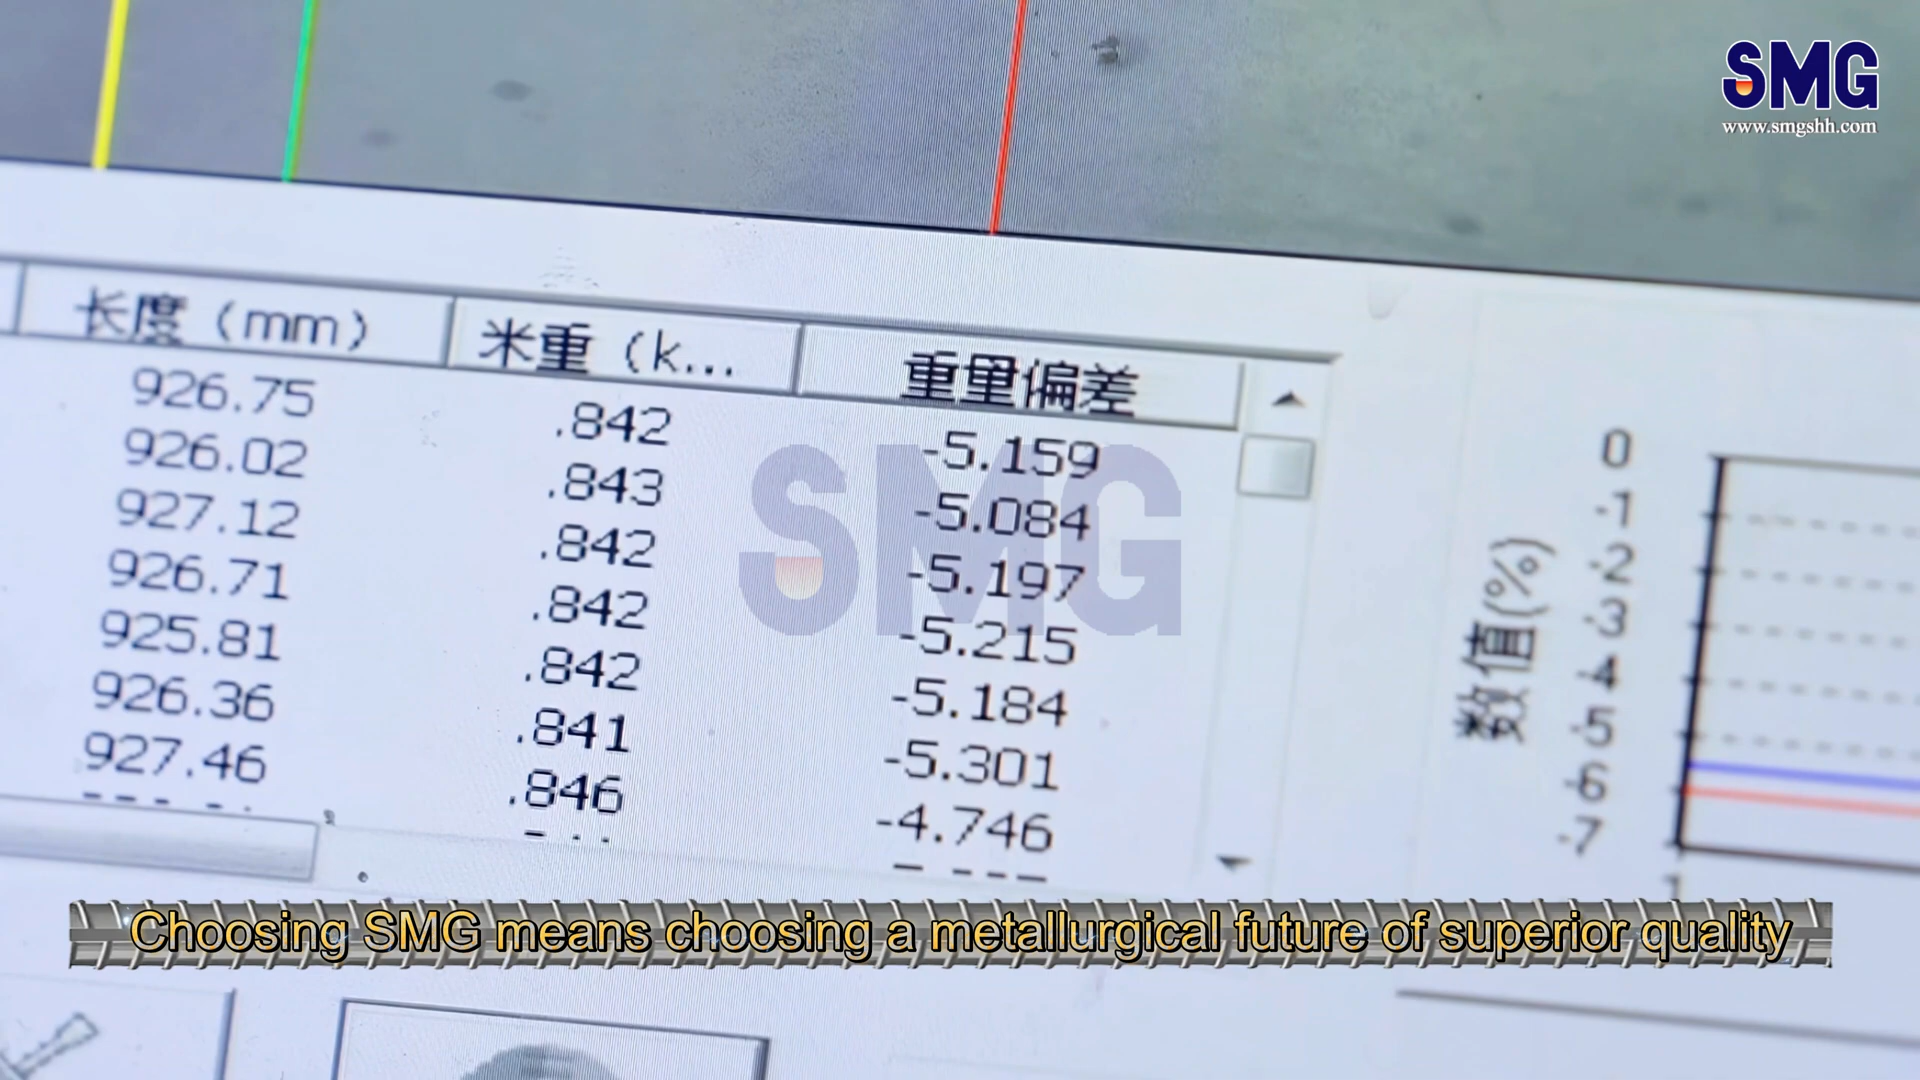 SMG
www.smgshh.com
长度（mm） 米重（k... 重量偏差
926.75 .842 -5.159
926.02 .843 -5.084
927.12 .842 -5.197
926.71 .842 -5.215
925.81 .842 -5.184
926.36 .841 -5.301
927.46 .846 -4.746
SMG
数值(%)
0
-1
-2
-3
-4
-5
-6
-7
1
Choosing SMG means choosing a metallurgical future of superior quality